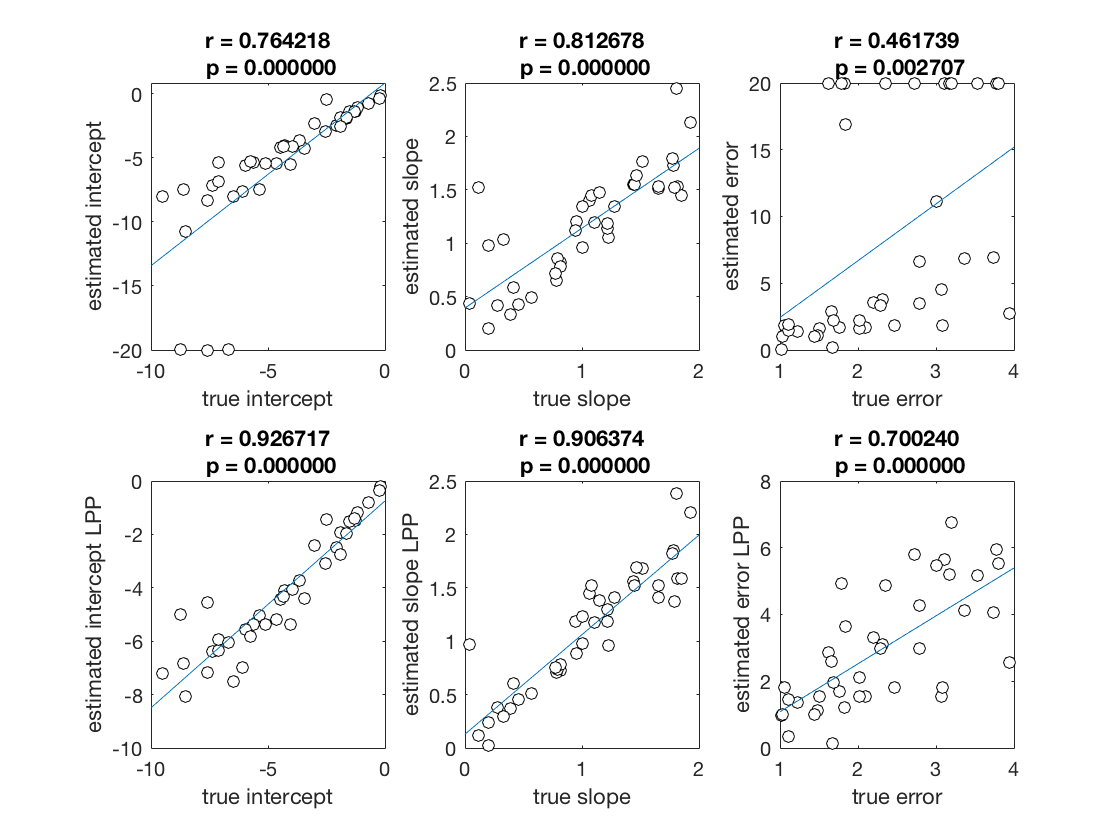 r = 0.764218
p = 0.000000
0
-5
-10
-15
-20
estimated intercept
-10
-5
0
true intercept
r = 0.812678
p = 0.000000
2.5
2
1.5
1
0.5
0
estimated slope
0
1
2
true slope
r = 0.461739
p = 0.002707
20
15
10
5
0
estimated error
1
2
3
4
true error
r = 0.926717
p = 0.000000
0
-2
-4
-6
-8
-10
estimated intercept LPP
-10
-5
0
true intercept
r = 0.906374
p = 0.000000
2.5
2
1.5
1
0.5
0
estimated slope LPP
0
1
2
true slope
r = 0.700240
p = 0.000000
8
6
4
2
0
estimated error LPP
1
2
3
4
true error